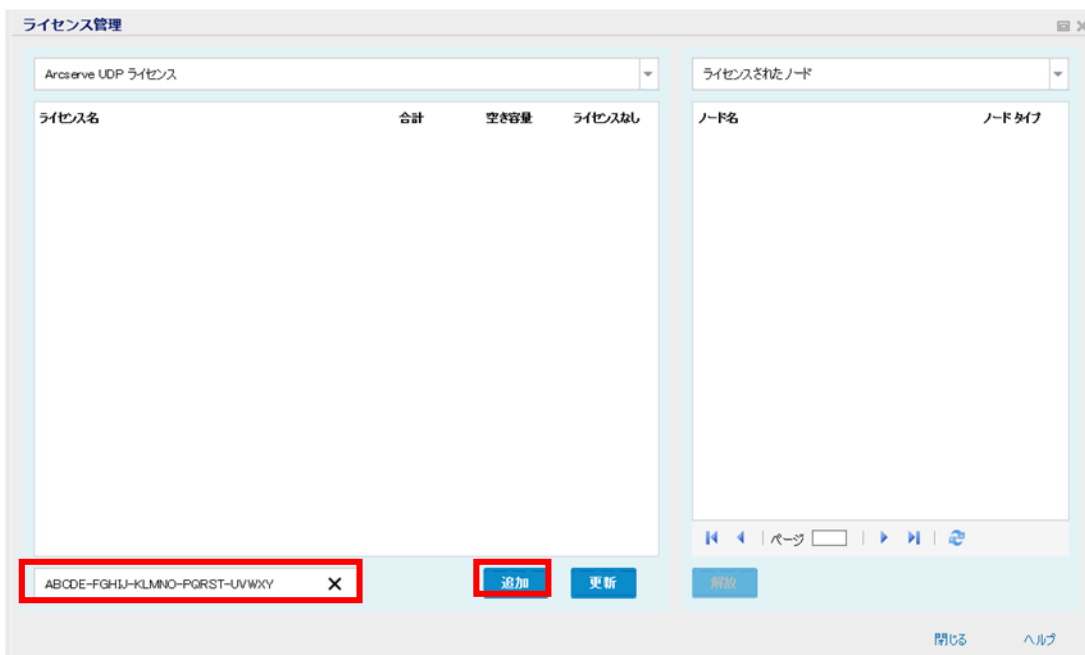 ライセンス管理
Arcserve UDP ライセンス
ライセンスされたノード
ライセンス名 合計 空き容量 ライセンスなし
ノード名 ノード タイプ
ページ
ABCDE-FGHIJ-KLMNO-PQRST-UVWXY
追加 更新 解放
閉じる ヘルプ